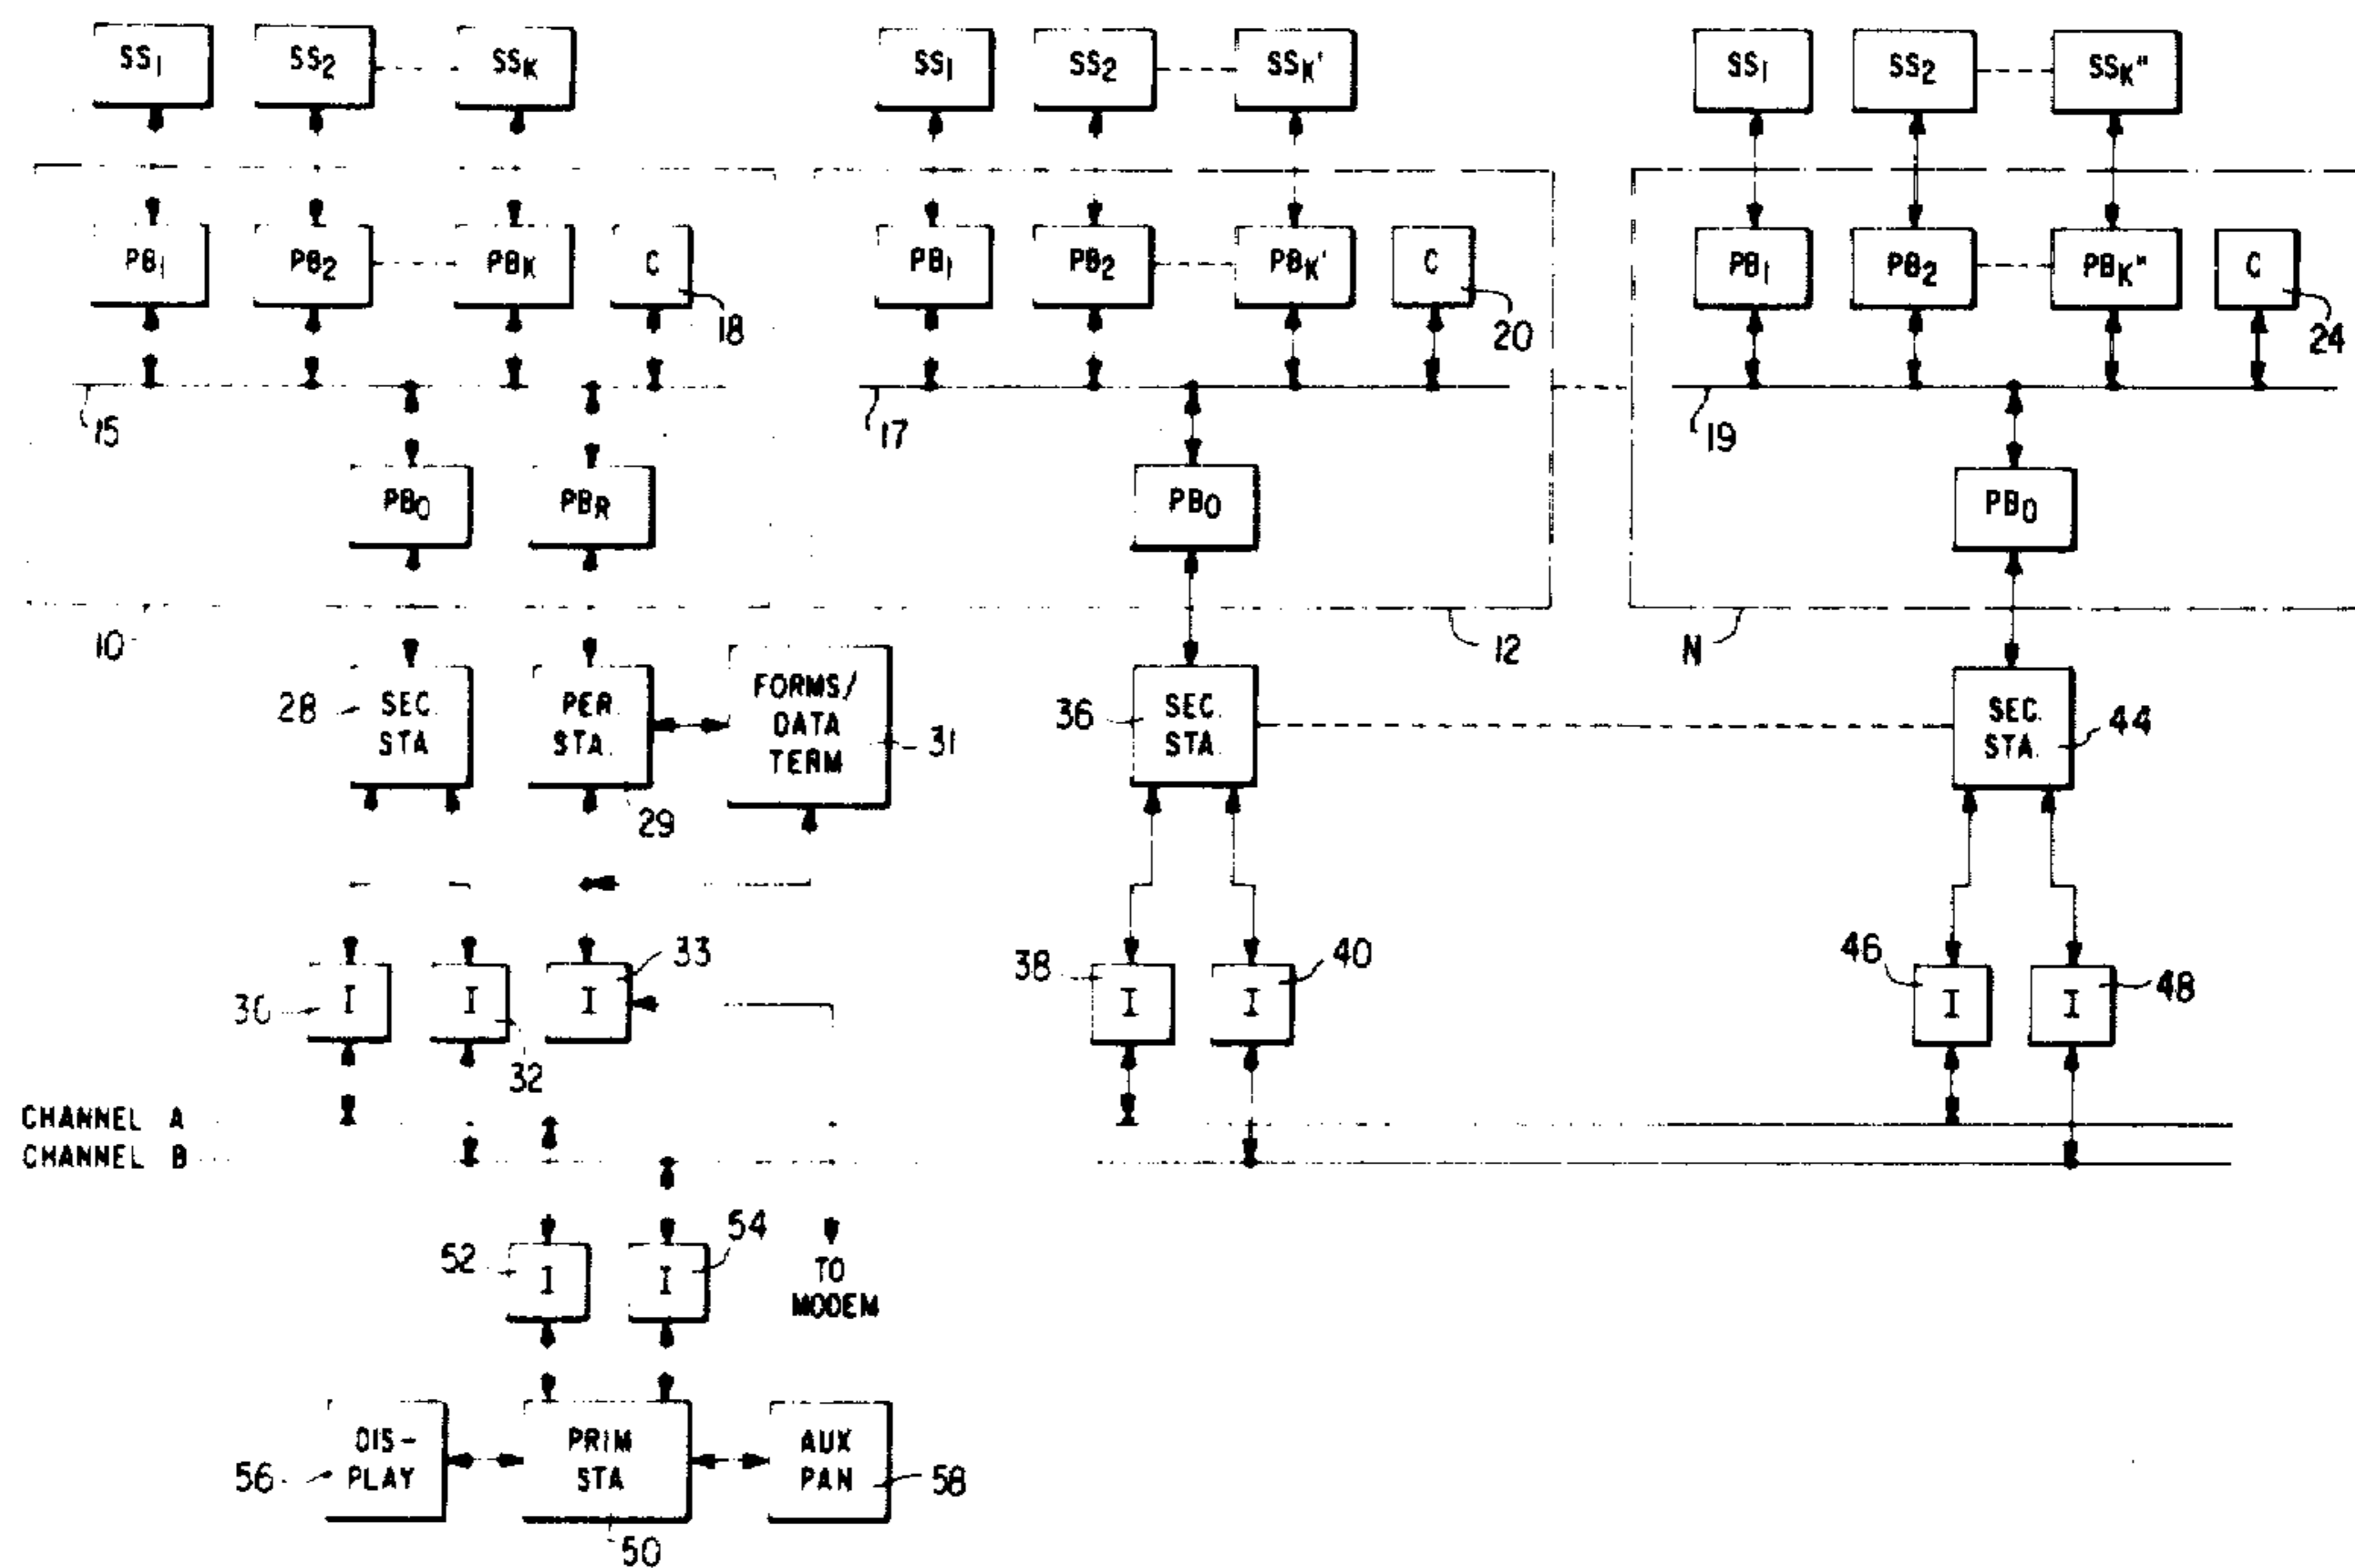 SS1 SS2 SSK SS1 SS2 SSK' SS1 SS2 SSK"
PB1 PB2 PBK C PB1 PB2 PBK' C PB1 PB2 PBK" C
18 20 24
15 17 19
PB0 PBR PB0 PB0
10 12 N
28 SEC. STA.
PER. STA.
29
FORMS/
DATA
TERM
31
36 SEC.
STA.
SEC.
STA.
44
30 I I I 33
32
38 I I 40
46 I I 48
CHANNEL A
CHANNEL B
52 I I 54
TO
MODEM
56 DIS-
PLAY
PRIM
STA
50
AUX
PAN
58